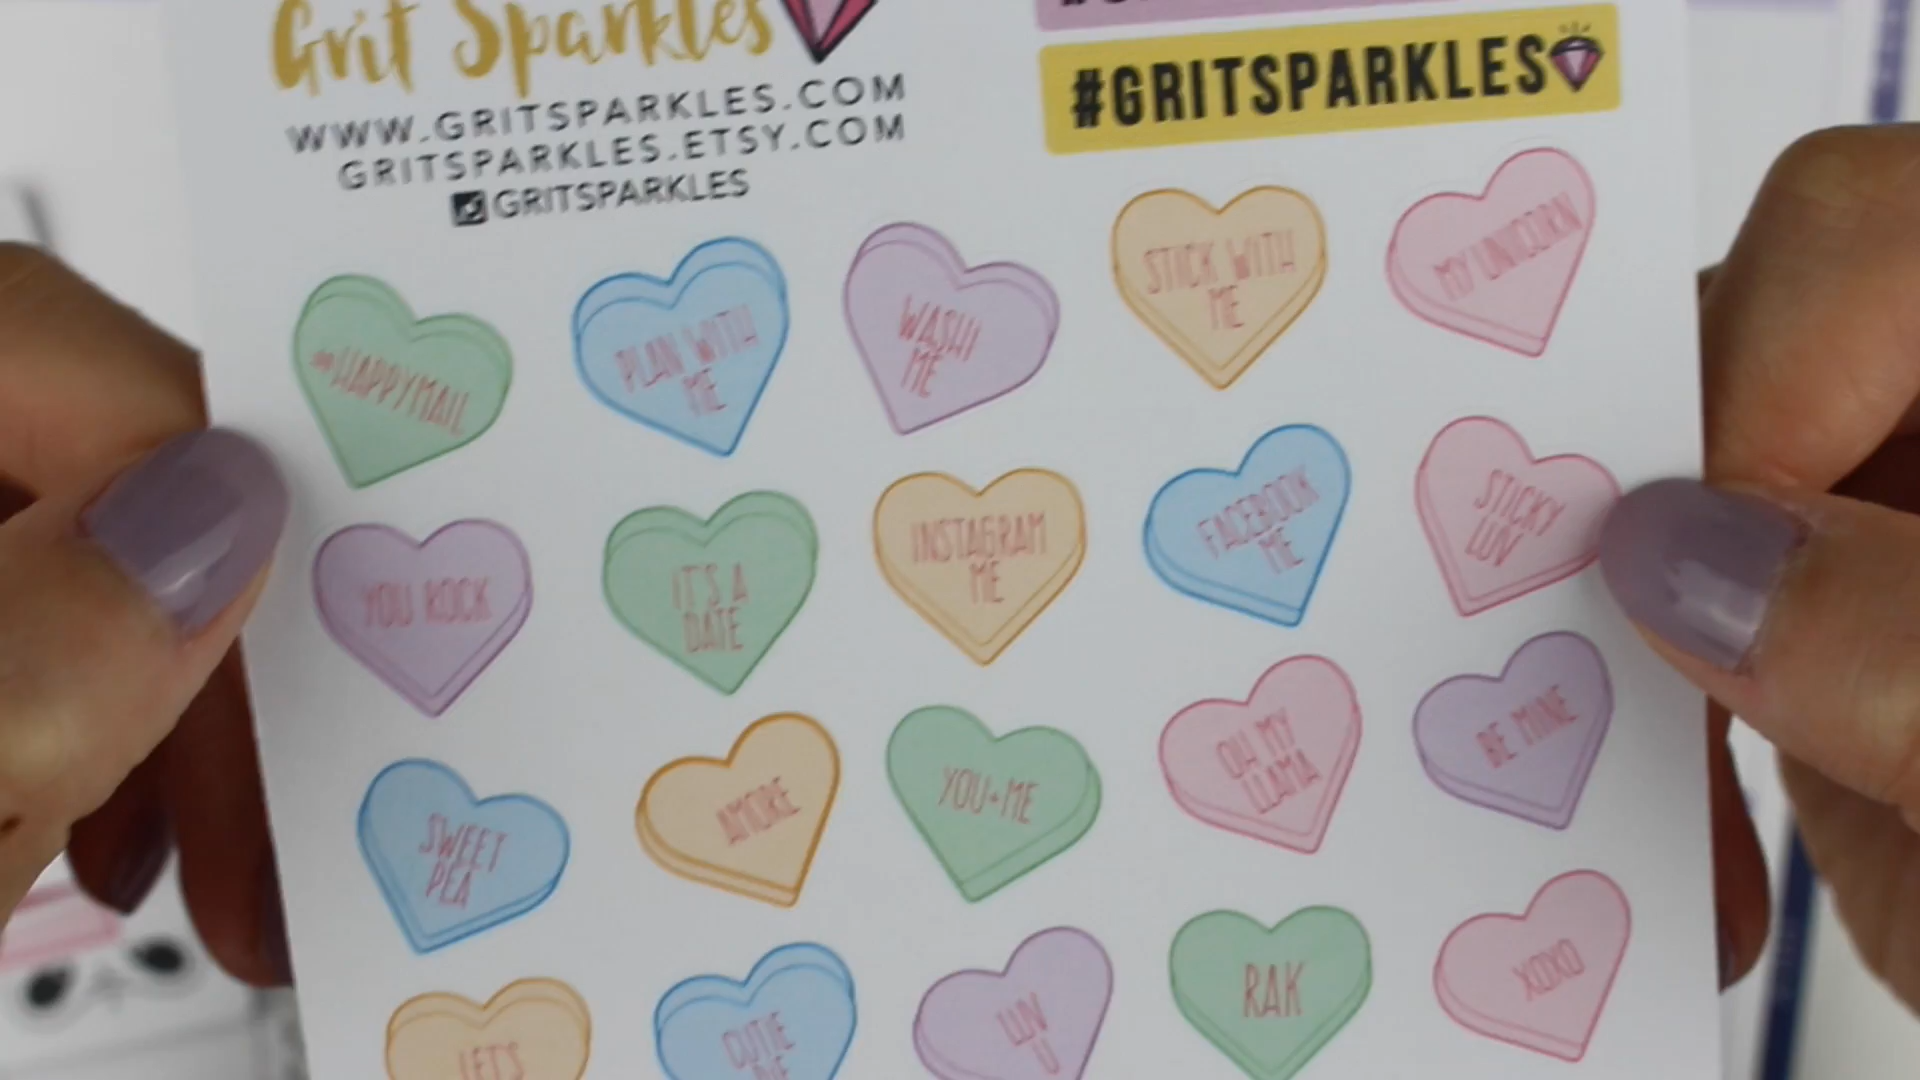 Grit Sparkles
WWW.GRITSPARKLES.COM
GRITSPARKLES.ETSY.COM
GRITSPARKLES
#GRITSPARKLES
#HAPPYMAIL
PLAN WITH
ME
WASHI
ME
STICK WITH
ME
MY UNICORN
YOU ROCK
IT'S A
DATE
INSTAGRAM
ME
FACEBOOK
ME
STICKY
LUV
SWEET
PEA
AMORE
YOU+ME
OH MY
LLAMA
BE MINE
LET'S
CUTIE
LUV
U
RAK
XOXO